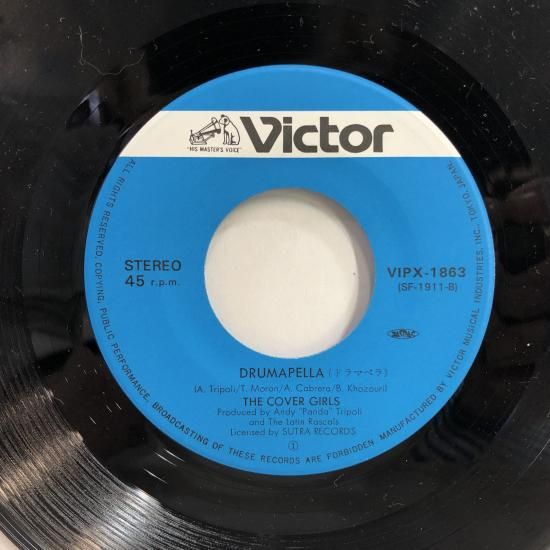 Victor
"HIS MASTER'S VOICE"
STEREO
45 r.p.m.
VIPX-1863
(SF-1911-B)
JASRAC
DRUMAPELLA (ドラマペラ)
(A. Tripoli/T. Moran/A. Cabrera/B. Khozouri)
THE COVER GIRLS
Produced by Andy "Panda" Tripoli
and The Latin Rascals
Licensed by SUTRA RECORDS
1
ALL RIGHTS RESERVED. COPYING, PUBLIC PERFORMANCE, BROADCASTING OF THESE RECORDS ARE FORBIDDEN. MANUFACTURED BY VICTOR MUSICAL INDUSTRIES, INC., TOKYO, JAPAN.